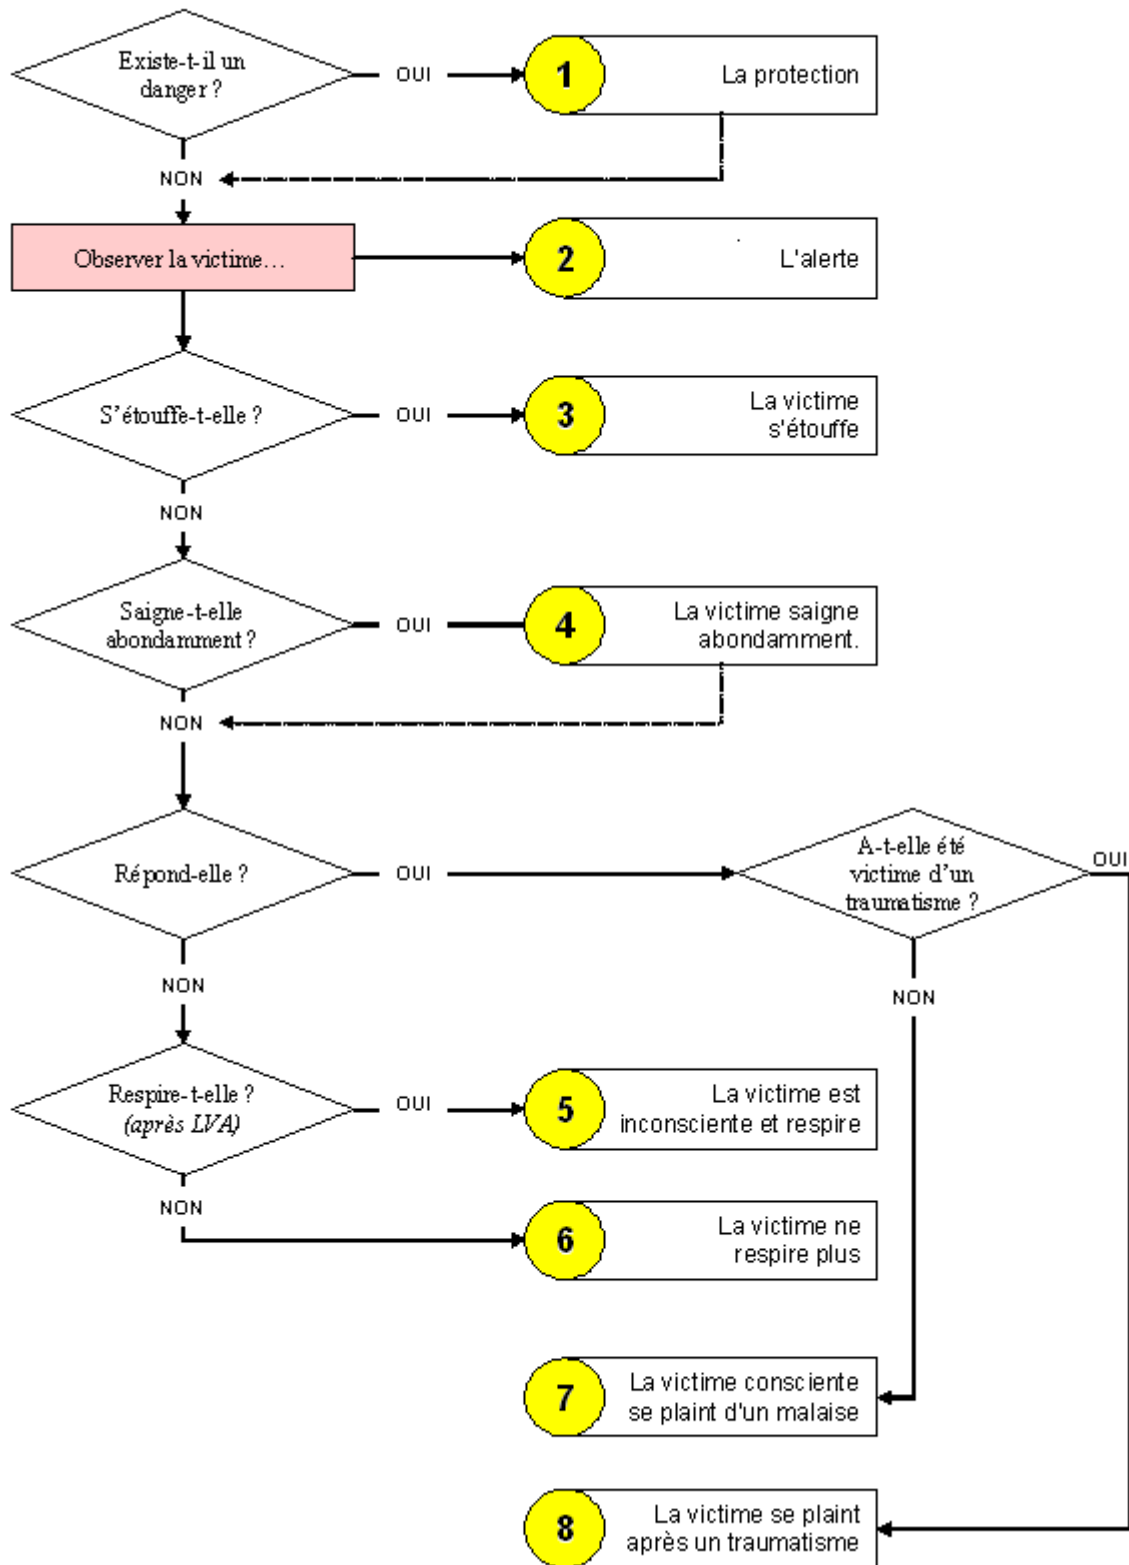 Existe-t-il un
danger ?
OUI
1
La protection
NON
Observer la victime…
2
L'alerte
S’étouffe-t-elle ?
OUI
3
La victime
s'étouffe
NON
Saigne-t-elle
abondamment ?
OUI
4
La victime saigne
abondamment.
NON
Répond-elle ?
OUI
A-t-elle été
victime d’un
traumatisme ?
OUI
NON
NON
Respire-t-elle ?
(après LVA)
OUI
5
La victime est
inconsciente et respire
NON
6
La victime ne
respire plus
7
La victime consciente
se plaint d'un malaise
8
La victime se plaint
après un traumatisme